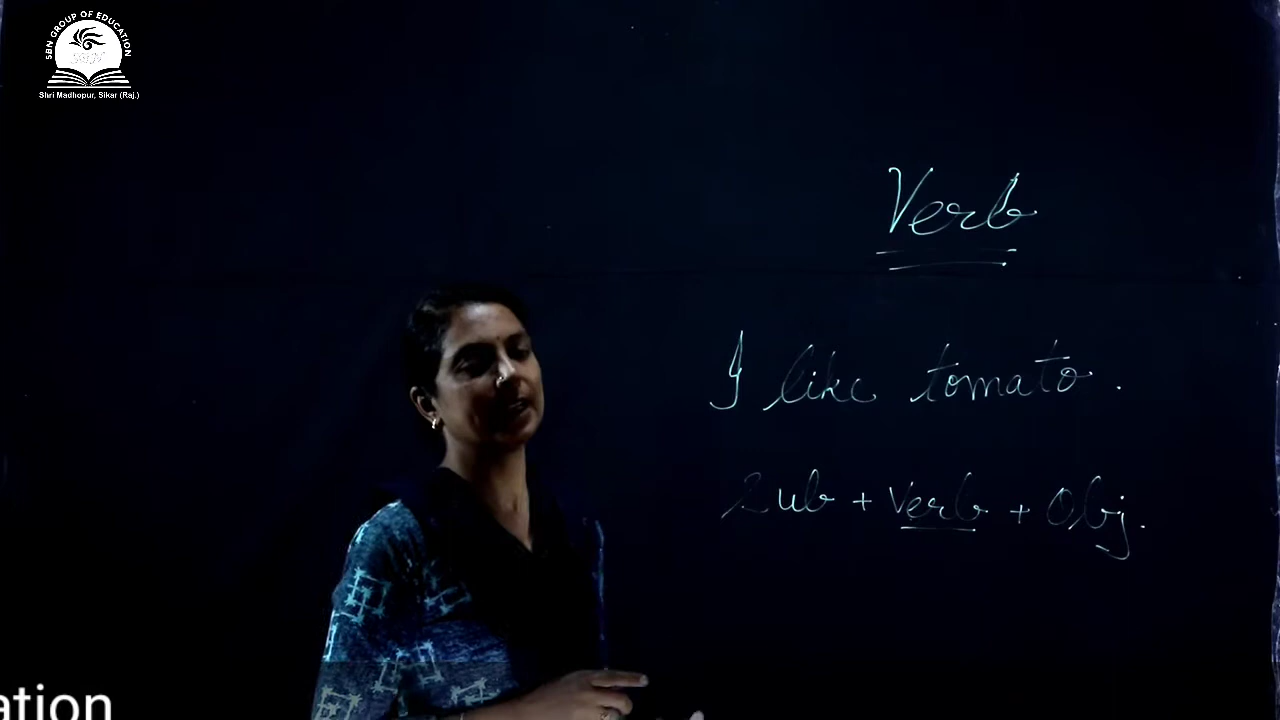 SBN GROUP OF EDUCATION
Shri Madhopur, Sikar (Raj.)
Verb
I like tomato.
Sub + Verb + Obj.
ation